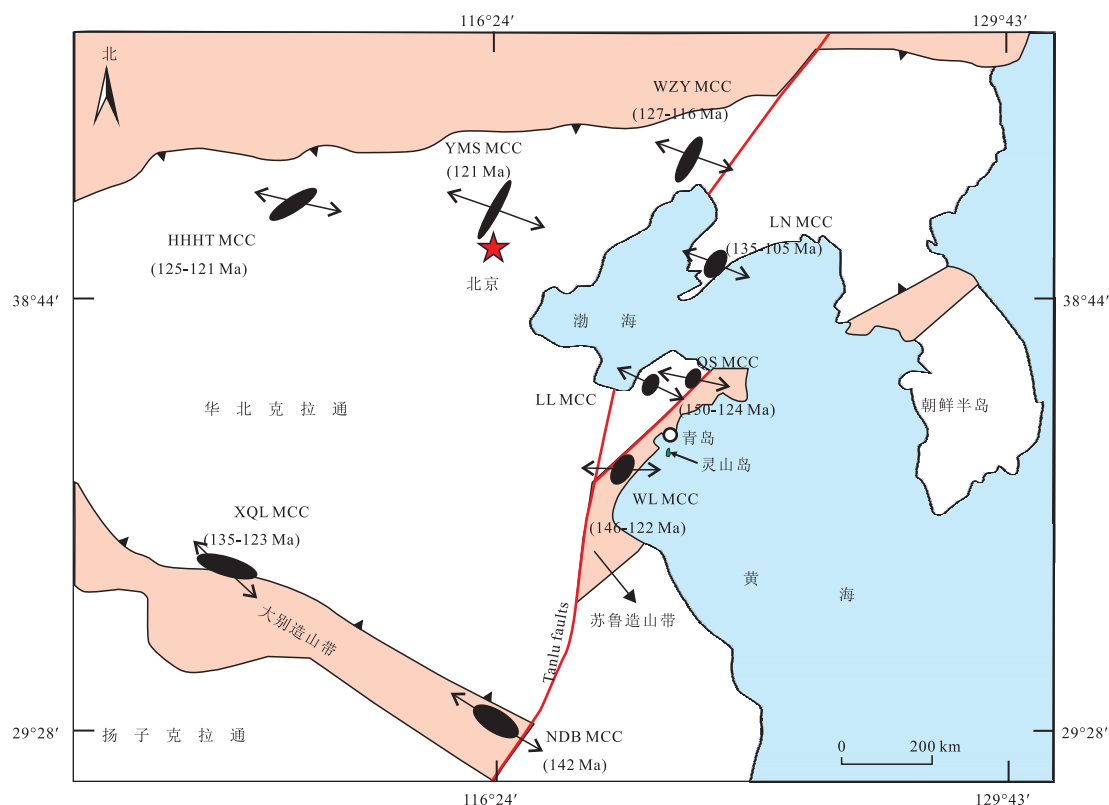 116°24′
129°43′
北
WZY MCC
(127-116 Ma)
YMS MCC
(121 Ma)
HHHT MCC
(125-121 Ma)
LN MCC
(135-105 Ma)
北京
38°44′
38°44′
渤 海
QS MCC
LL MCC
(150-124 Ma)
华 北 克 拉 通
朝鲜半岛
青岛
灵山岛
WL MCC
(146-122 Ma)
XQL MCC
(135-123 Ma)
黄 海
大别造山带
苏鲁造山带
Tanlu faults
29°28′
扬 子 克 拉 通
NDB MCC
(142 Ma)
0 200 km
29°28′
116°24′
129°43′